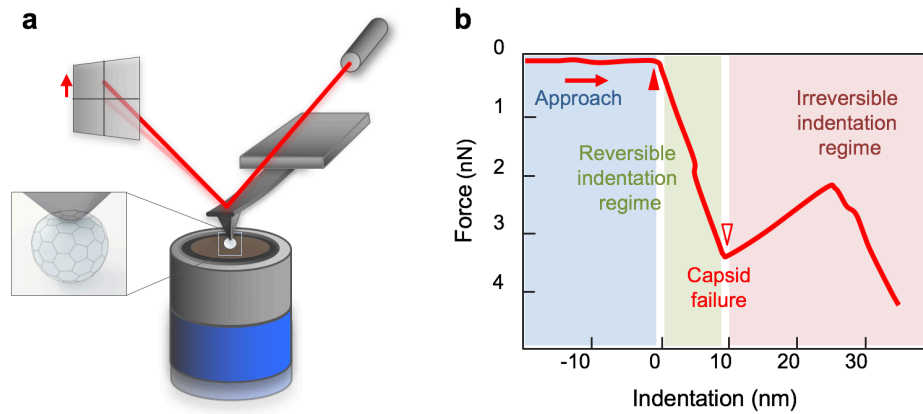 a
b
0
1
2
3
4
Force (nN)
Approach
Reversible
indentation
regime
Irreversible
indentation
regime
Capsid
failure
-10
0
10
20
30
Indentation (nm)